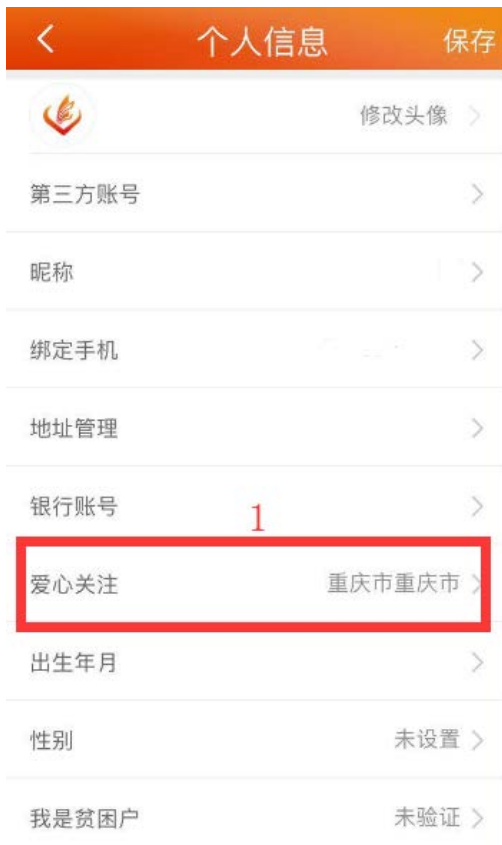 个人信息 保存
修改头像
第三方账号
昵称
绑定手机
地址管理
银行账号
1
爱心关注 重庆市重庆市
出生年月
性别 未设置
我是贫困户 未验证